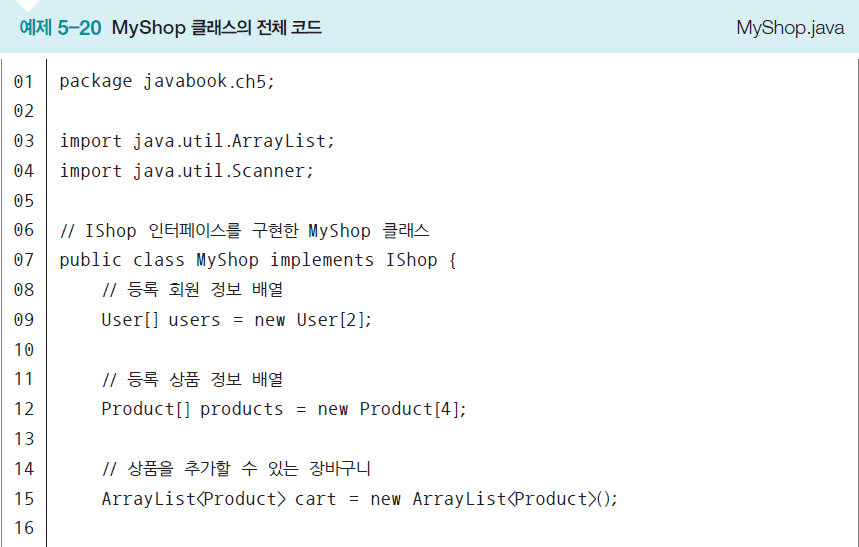 예제 5-20 MyShop 클래스의 전체 코드 MyShop.java
01 package javabook.ch5;
02
03 import java.util.ArrayList;
04 import java.util.Scanner;
05
06 // IShop 인터페이스를 구현한 MyShop 클래스
07 public class MyShop implements IShop {
08     // 등록 회원 정보 배열
09     User[] users = new User[2];
10
11     // 등록 상품 정보 배열
12     Product[] products = new Product[4];
13
14     // 상품을 추가할 수 있는 장바구니
15     ArrayList<Product> cart = new ArrayList<Product>();
16